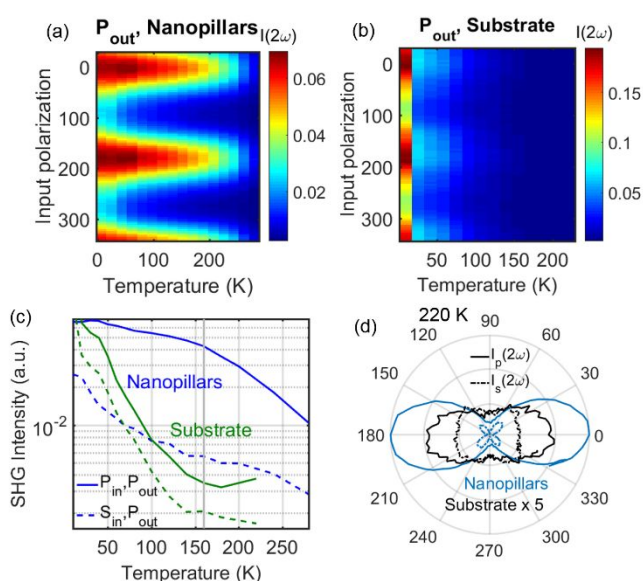 (a) P_out, Nanopillars I(2ω)
Input polarization
0
100
200
300
0 100 200
Temperature (K)
0.06
0.04
0.02
(b) P_out, Substrate I(2ω)
Input polarization
0
100
200
300
0 50 100 150 200
Temperature (K)
0.15
0.1
0.05
(c)
SHG Intensity (a.u.)
10^-2
Nanopillars
Substrate
P_in,P_out
S_in,P_out
50 100 150 200 250
Temperature (K)
(d) 220 K
90
120 60
150 30
180 0
210 330
240 300
270
I_p(2ω)
I_s(2ω)
Nanopillars
Substrate x 5